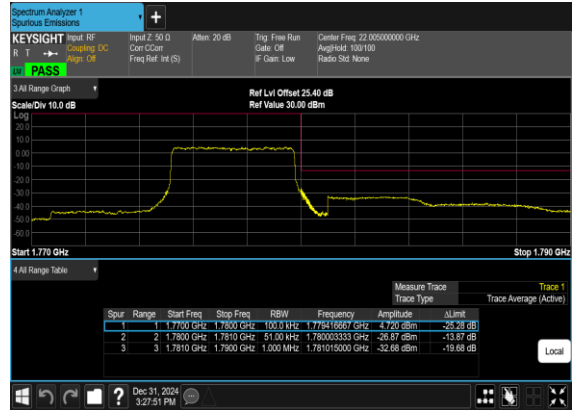 Spectrum Analyzer 1
Spurious Emissions
KEYSIGHT
R T
Input: RF
Coupling: DC
Align: Off
Input Z: 50 Ω
Corr CCorr
Freq Ref: Int (S)
Atten: 20 dB
Trig: Free Run
Gate: Off
IF Gain: Low
Center Freq: 22.005000000 GHz
Avg|Hold: 100/100
Radio Std: None
PASS
3 All Range Graph
Scale/Div 10.0 dB
Ref Lvl Offset 25.40 dB
Ref Value 30.00 dBm
Log
20.0
10.0
0.00
-10.0
-20.0
-30.0
-40.0
-50.0
-60.0
Start 1.770 GHz
Stop 1.790 GHz
4 All Range Table
Measure Trace Trace 1
Trace Type Trace Average (Active)
Spur Range Start Freq Stop Freq RBW Frequency Amplitude ΔLimit
1 1 1.7700 GHz 1.7800 GHz 100.0 kHz 1.779416667 GHz 4.720 dBm -25.28 dB
2 2 1.7800 GHz 1.7810 GHz 51.00 kHz 1.780003333 GHz -26.87 dBm -13.87 dB
3 3 1.7810 GHz 1.7900 GHz 1.000 MHz 1.781015000 GHz -32.68 dBm -19.68 dB
Local
?
Dec 31, 2024
3:27:51 PM